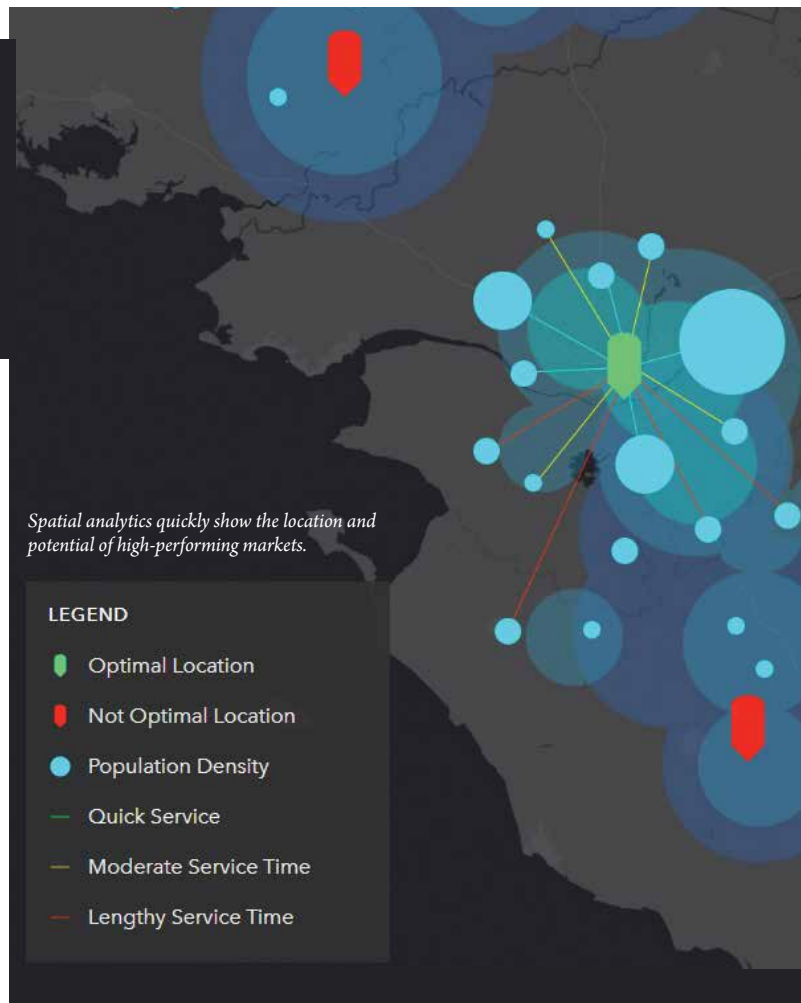 Spatial analytics quickly show the location and
potential of high-performing markets.
LEGEND
Optimal Location
Not Optimal Location
Population Density
Quick Service
Moderate Service Time
Lengthy Service Time